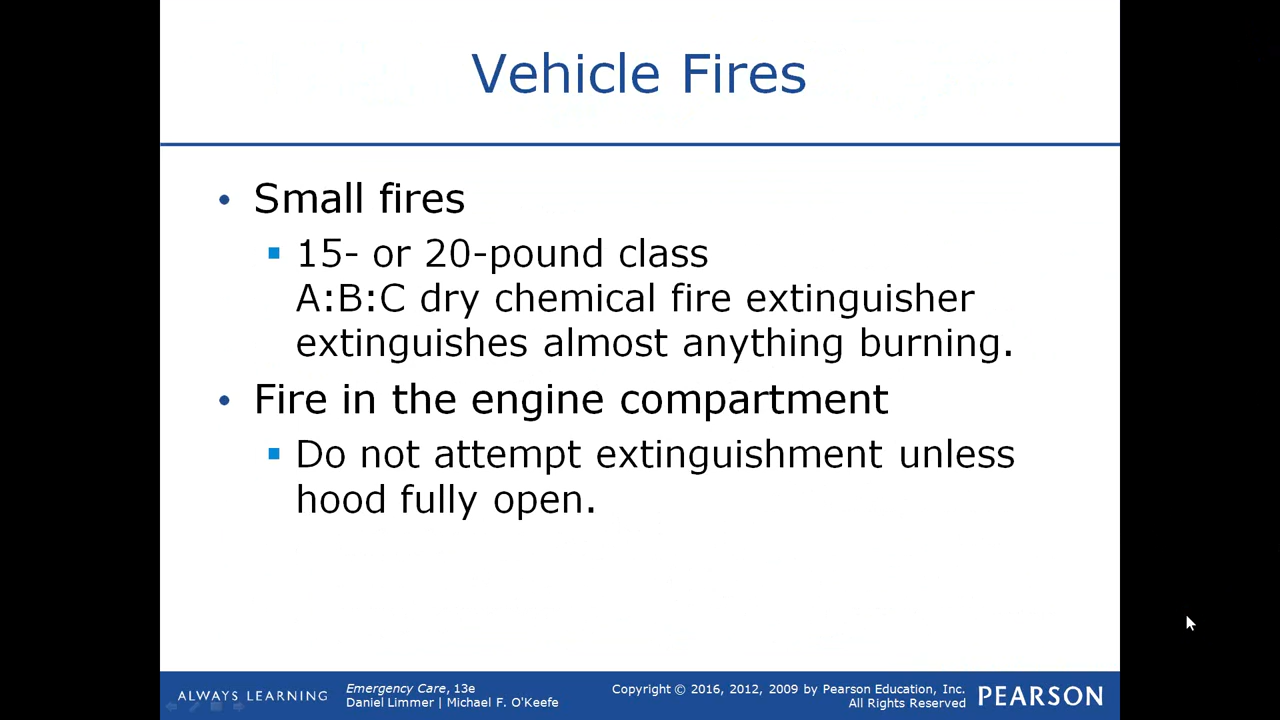 Vehicle Fires
• Small fires
▪ 15- or 20-pound class
A:B:C dry chemical fire extinguisher
extinguishes almost anything burning.
• Fire in the engine compartment
▪ Do not attempt extinguishment unless
hood fully open.
ALWAYS LEARNING
Emergency Care, 13e
Daniel Limmer | Michael F. O'Keefe
Copyright © 2016, 2012, 2009 by Pearson Education, Inc.
All Rights Reserved
PEARSON